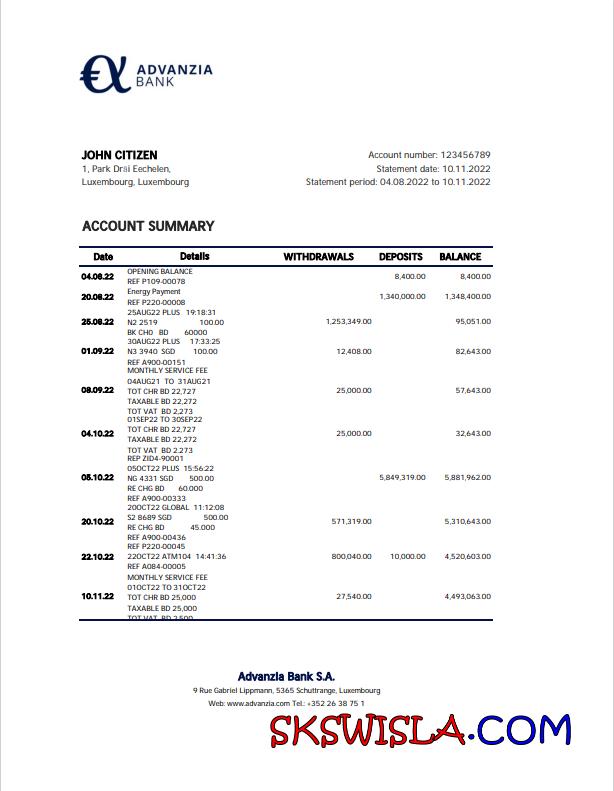 €α ADVANZIA
BANK
JOHN CITIZEN
1, Park Dräi Eechelen,
Luxembourg, Luxembourg
Account number: 123456789
Statement date: 10.11.2022
Statement period: 04.08.2022 to 10.11.2022
ACCOUNT SUMMARY
Date Details WITHDRAWALS DEPOSITS BALANCE
OPENING BALANCE
04.08.22 8,400.00 8,400.00
REF P109-00078
Energy Payment
20.08.22 1,340,000.00 1,348,400.00
REF P220-00008
25AUG22 PLUS 19:18:31
25.08.22 N2 2519 100.00 1,253,349.00 95,051.00
BK CH0 BD 60000
30AUG22 PLUS 17:33:25
01.09.22 N3 3940 SGD 100.00 12,408.00 82,643.00
REF A900-00151
MONTHLY SERVICE FEE
04AUG21 TO 31AUG21
08.09.22 TOT CHR BD 22,727 25,000.00 57,643.00
TAXABLE BD 22,272
TOT VAT BD 2,273
01SEP22 TO 30SEP22
TOT CHR BD 22,727
04.10.22 25,000.00 32,643.00
TAXABLE BD 22,272
TOT VAT BD 2.273
REP ZID4-90001
05OCT22 PLUS 15:56:22
05.10.22 NG 4331 SGD 500.00 5,849,319.00 5,881,962.00
RE CHG BD 60.000
REF A900-00333
20OCT22 GLOBAL 11:12:08
S2 8689 SGD 500.00
20.10.22 571,319.00 5,310,643.00
RE CHG BD 45.000
REF A900-00436
REF P220-00045
22.10.22 22OCT22 ATM104 14:41:36 800,040.00 10,000.00 4,520,603.00
REF A084-00005
MONTHLY SERVICE FEE
01OCT22 TO 31OCT22
10.11.22 TOT CHR BD 25,000 27,540.00 4,493,063.00
TAXABLE BD 25,000
TOT VAT BD 2,500
Advanzia Bank S.A.
9 Rue Gabriel Lippmann, 5365 Schuttrange, Luxembourg
Web: www.advanzia.com Tel.: +352 26 38 75 1
SKSWISLA.COM